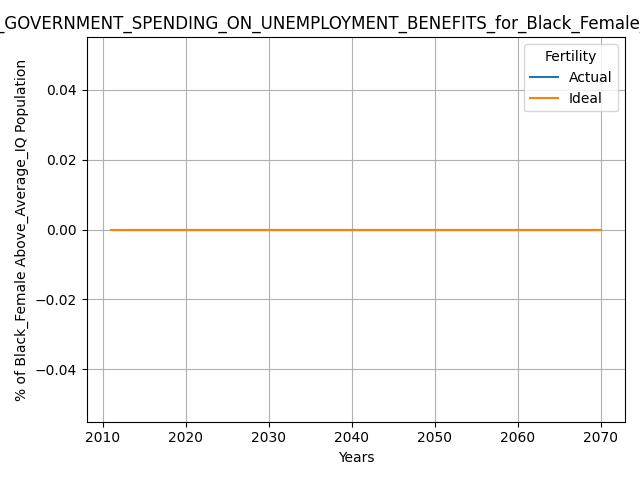 _GOVERNMENT_SPENDING_ON_UNEMPLOYMENT_BENEFITS_for_Black_Female_
Fertility
Actual
Ideal
% of Black_Female Above_Average_IQ Population
0.04
0.02
0.00
−0.02
−0.04
2010 2020 2030 2040 2050 2060 2070
Years